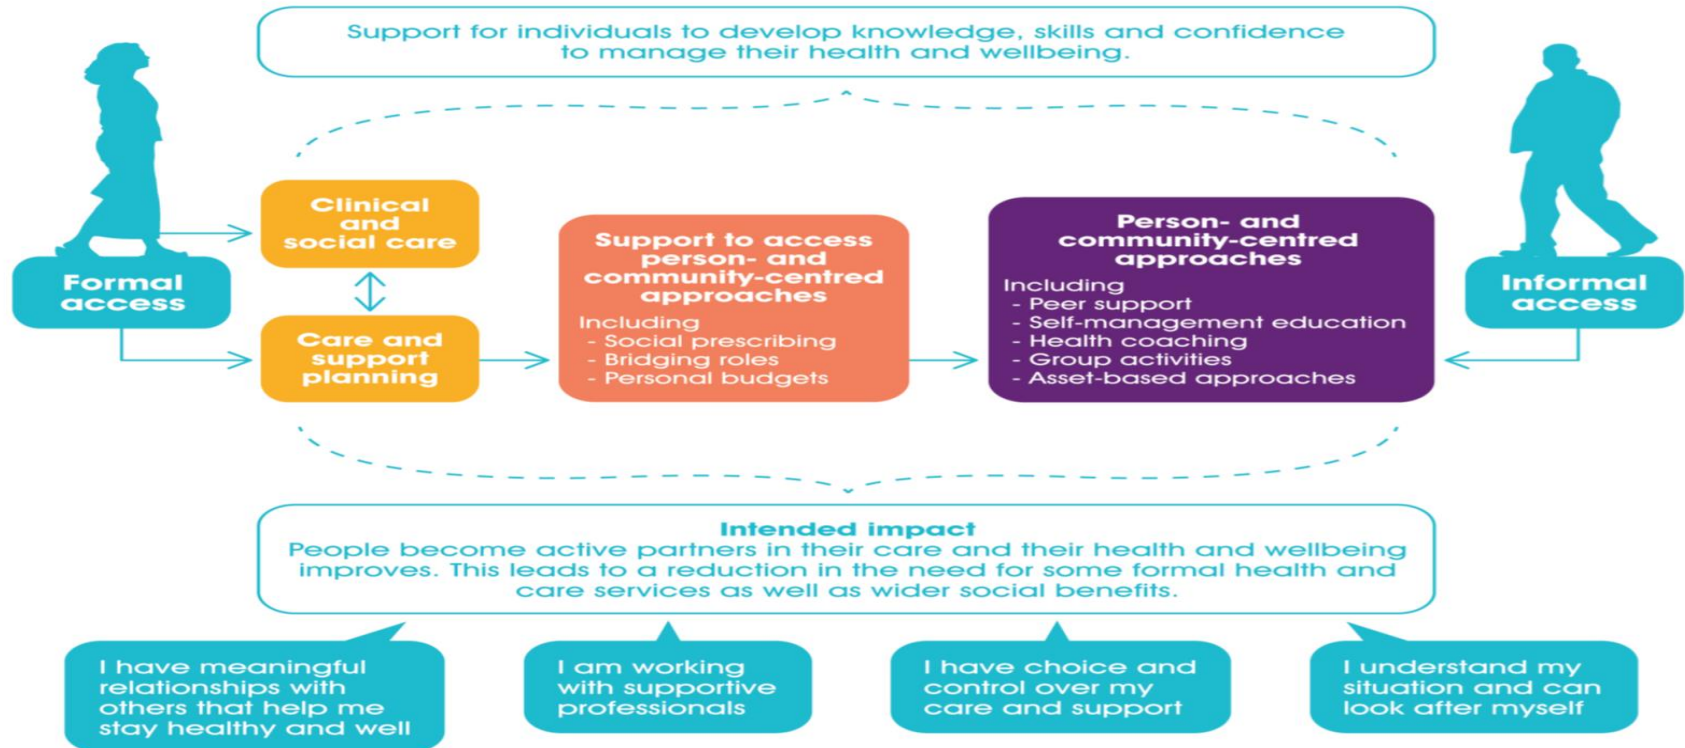 Support for individuals to develop knowledge, skills and confidence
to manage their health and wellbeing.
Formal
access
Clinical
and
social care
Care and
support
planning
Support to access
person- and
community-centred
approaches
Including
- Social prescribing
- Bridging roles
- Personal budgets
Person- and
community-centred
approaches
Including
- Peer support
- Self-management education
- Health coaching
- Group activities
- Asset-based approaches
Informal
access
Intended impact
People become active partners in their care and their health and wellbeing
improves. This leads to a reduction in the need for some formal health and
care services as well as wider social benefits.
I have meaningful
relationships with
others that help me
stay healthy and well
I am working
with supportive
professionals
I have choice and
control over my
care and support
I understand my
situation and can
look after myself